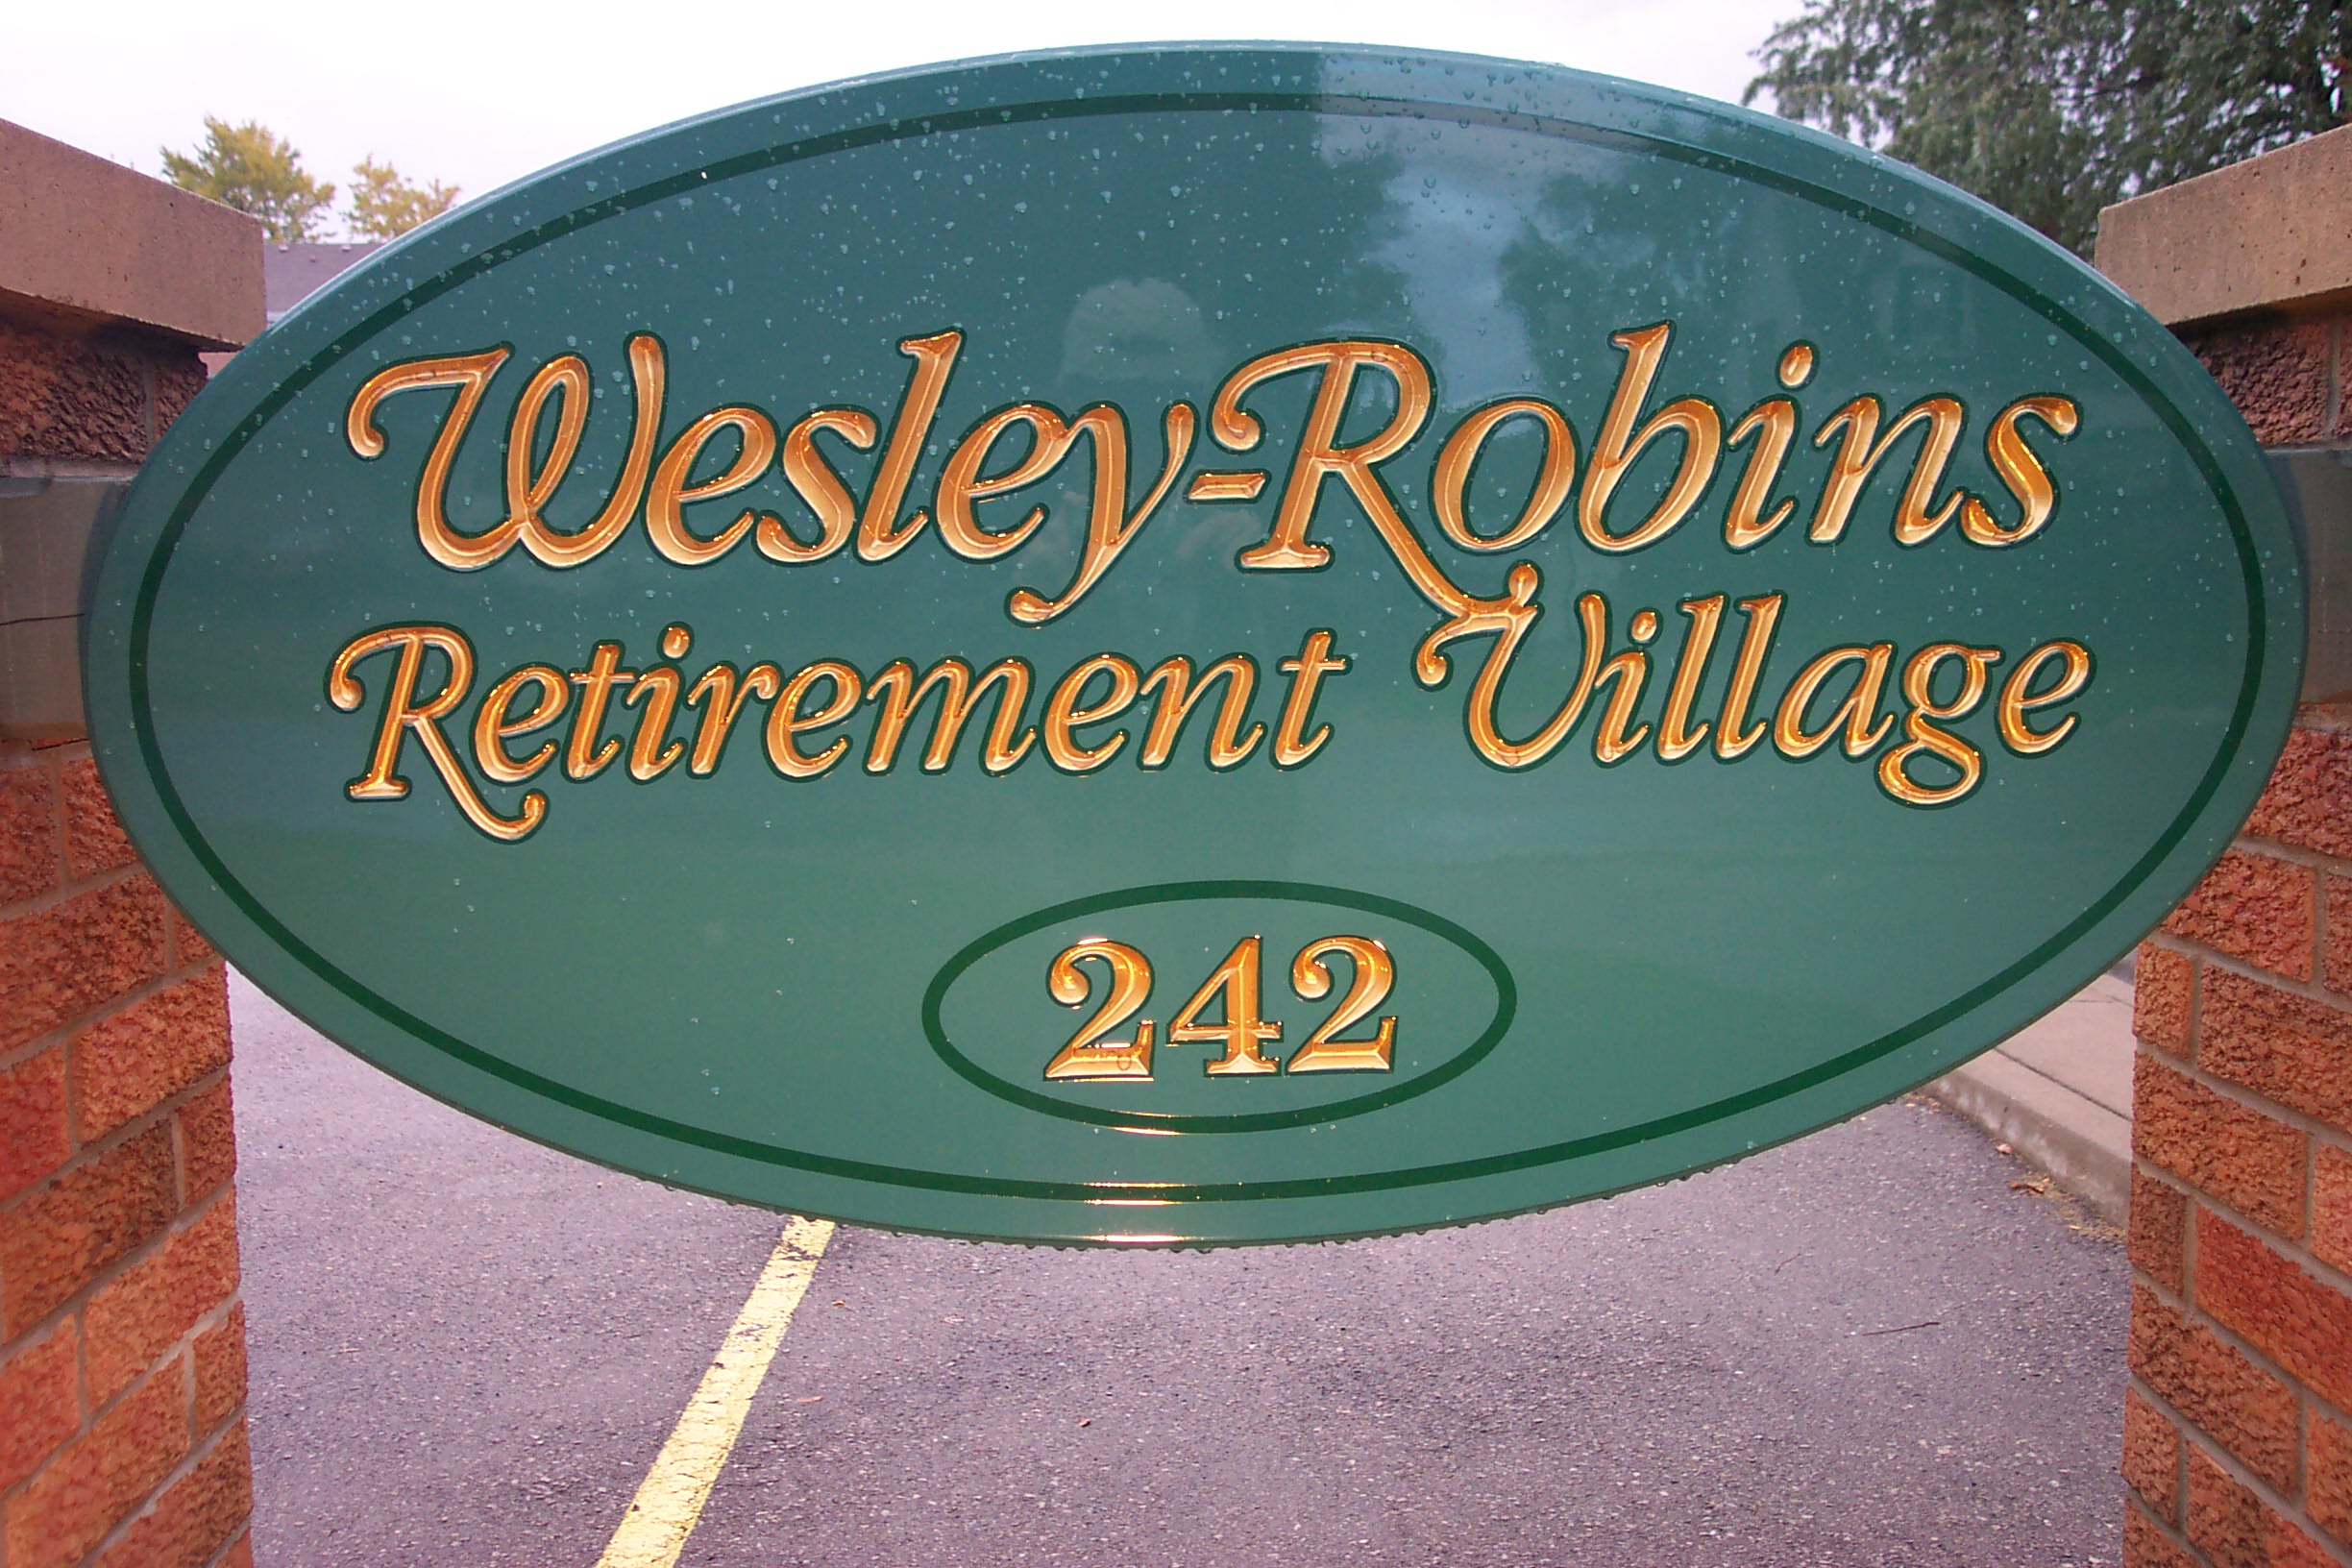 Wesley-Robins
Retirement Village
242